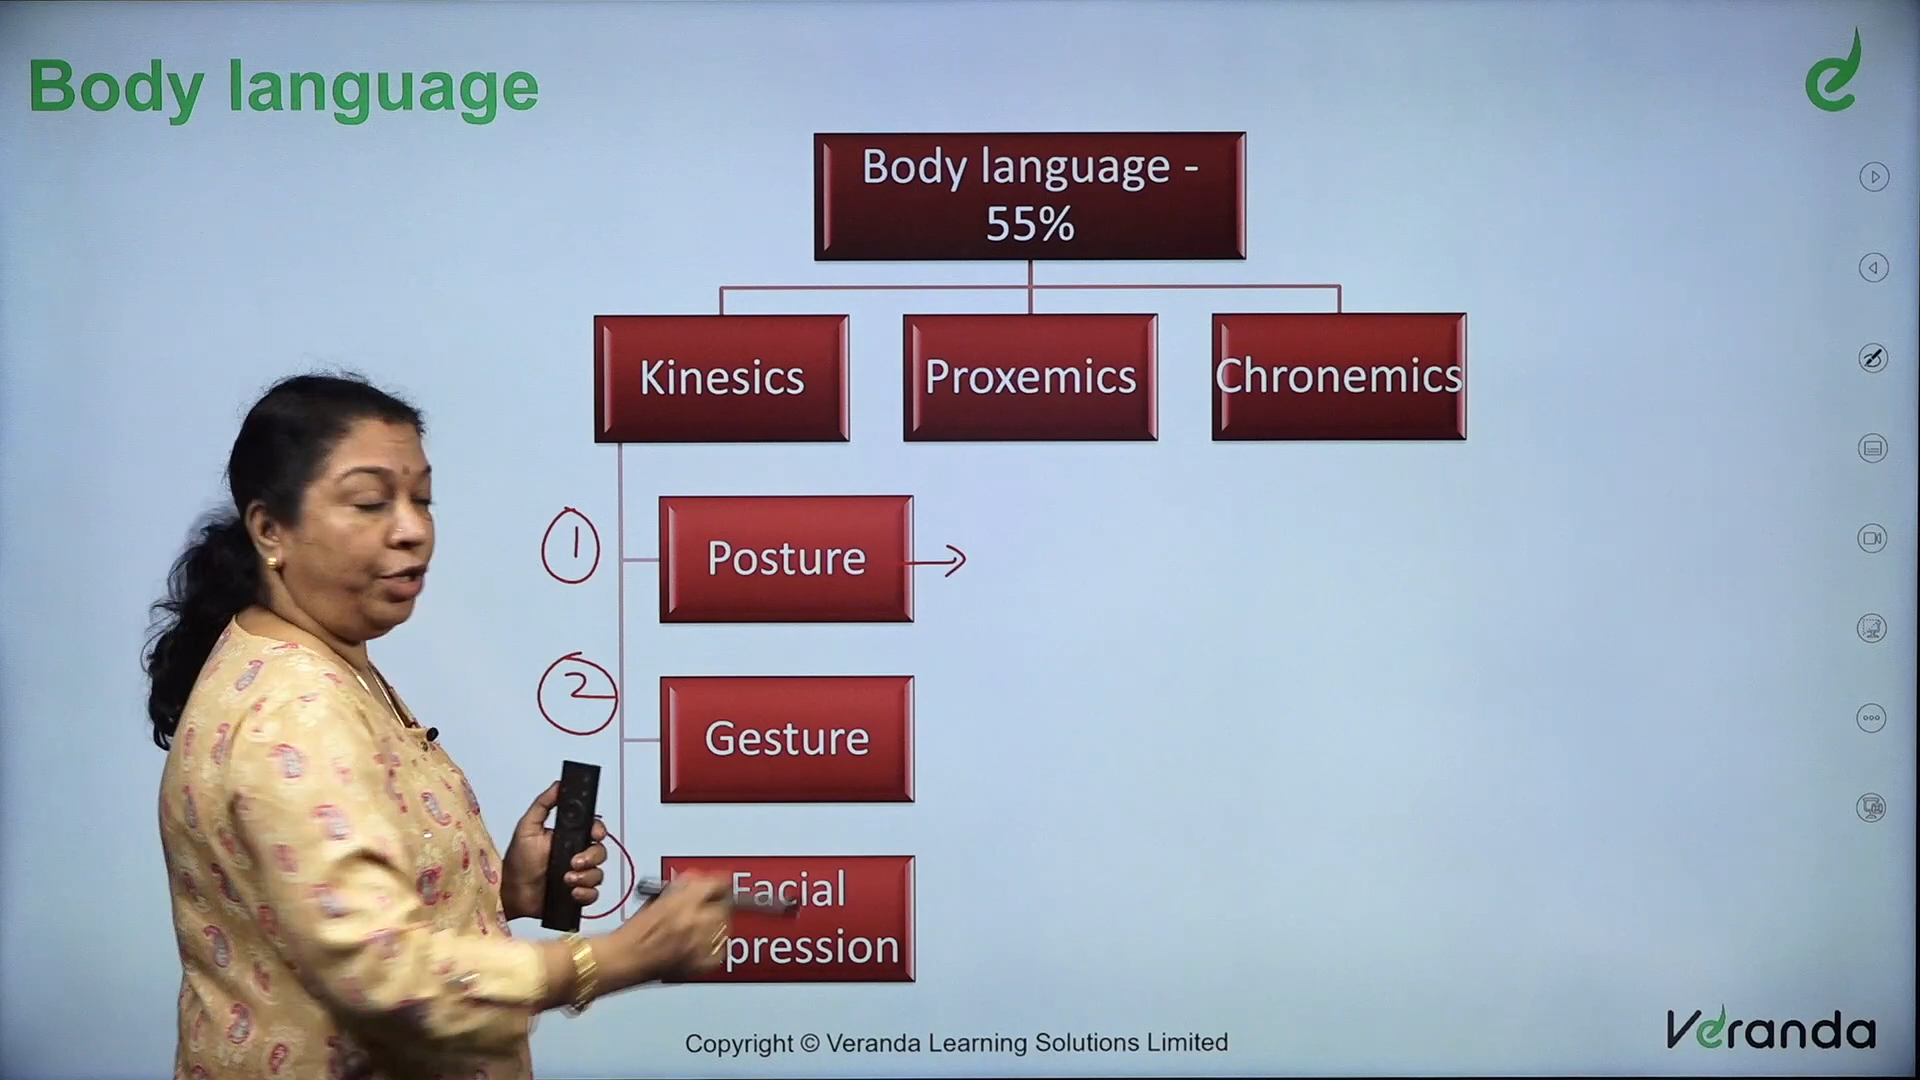 Body language
Body language -
55%
Kinesics
Proxemics
Chronemics
1
Posture
2
Gesture
Facial
pression
Copyright © Veranda Learning Solutions Limited
Veranda